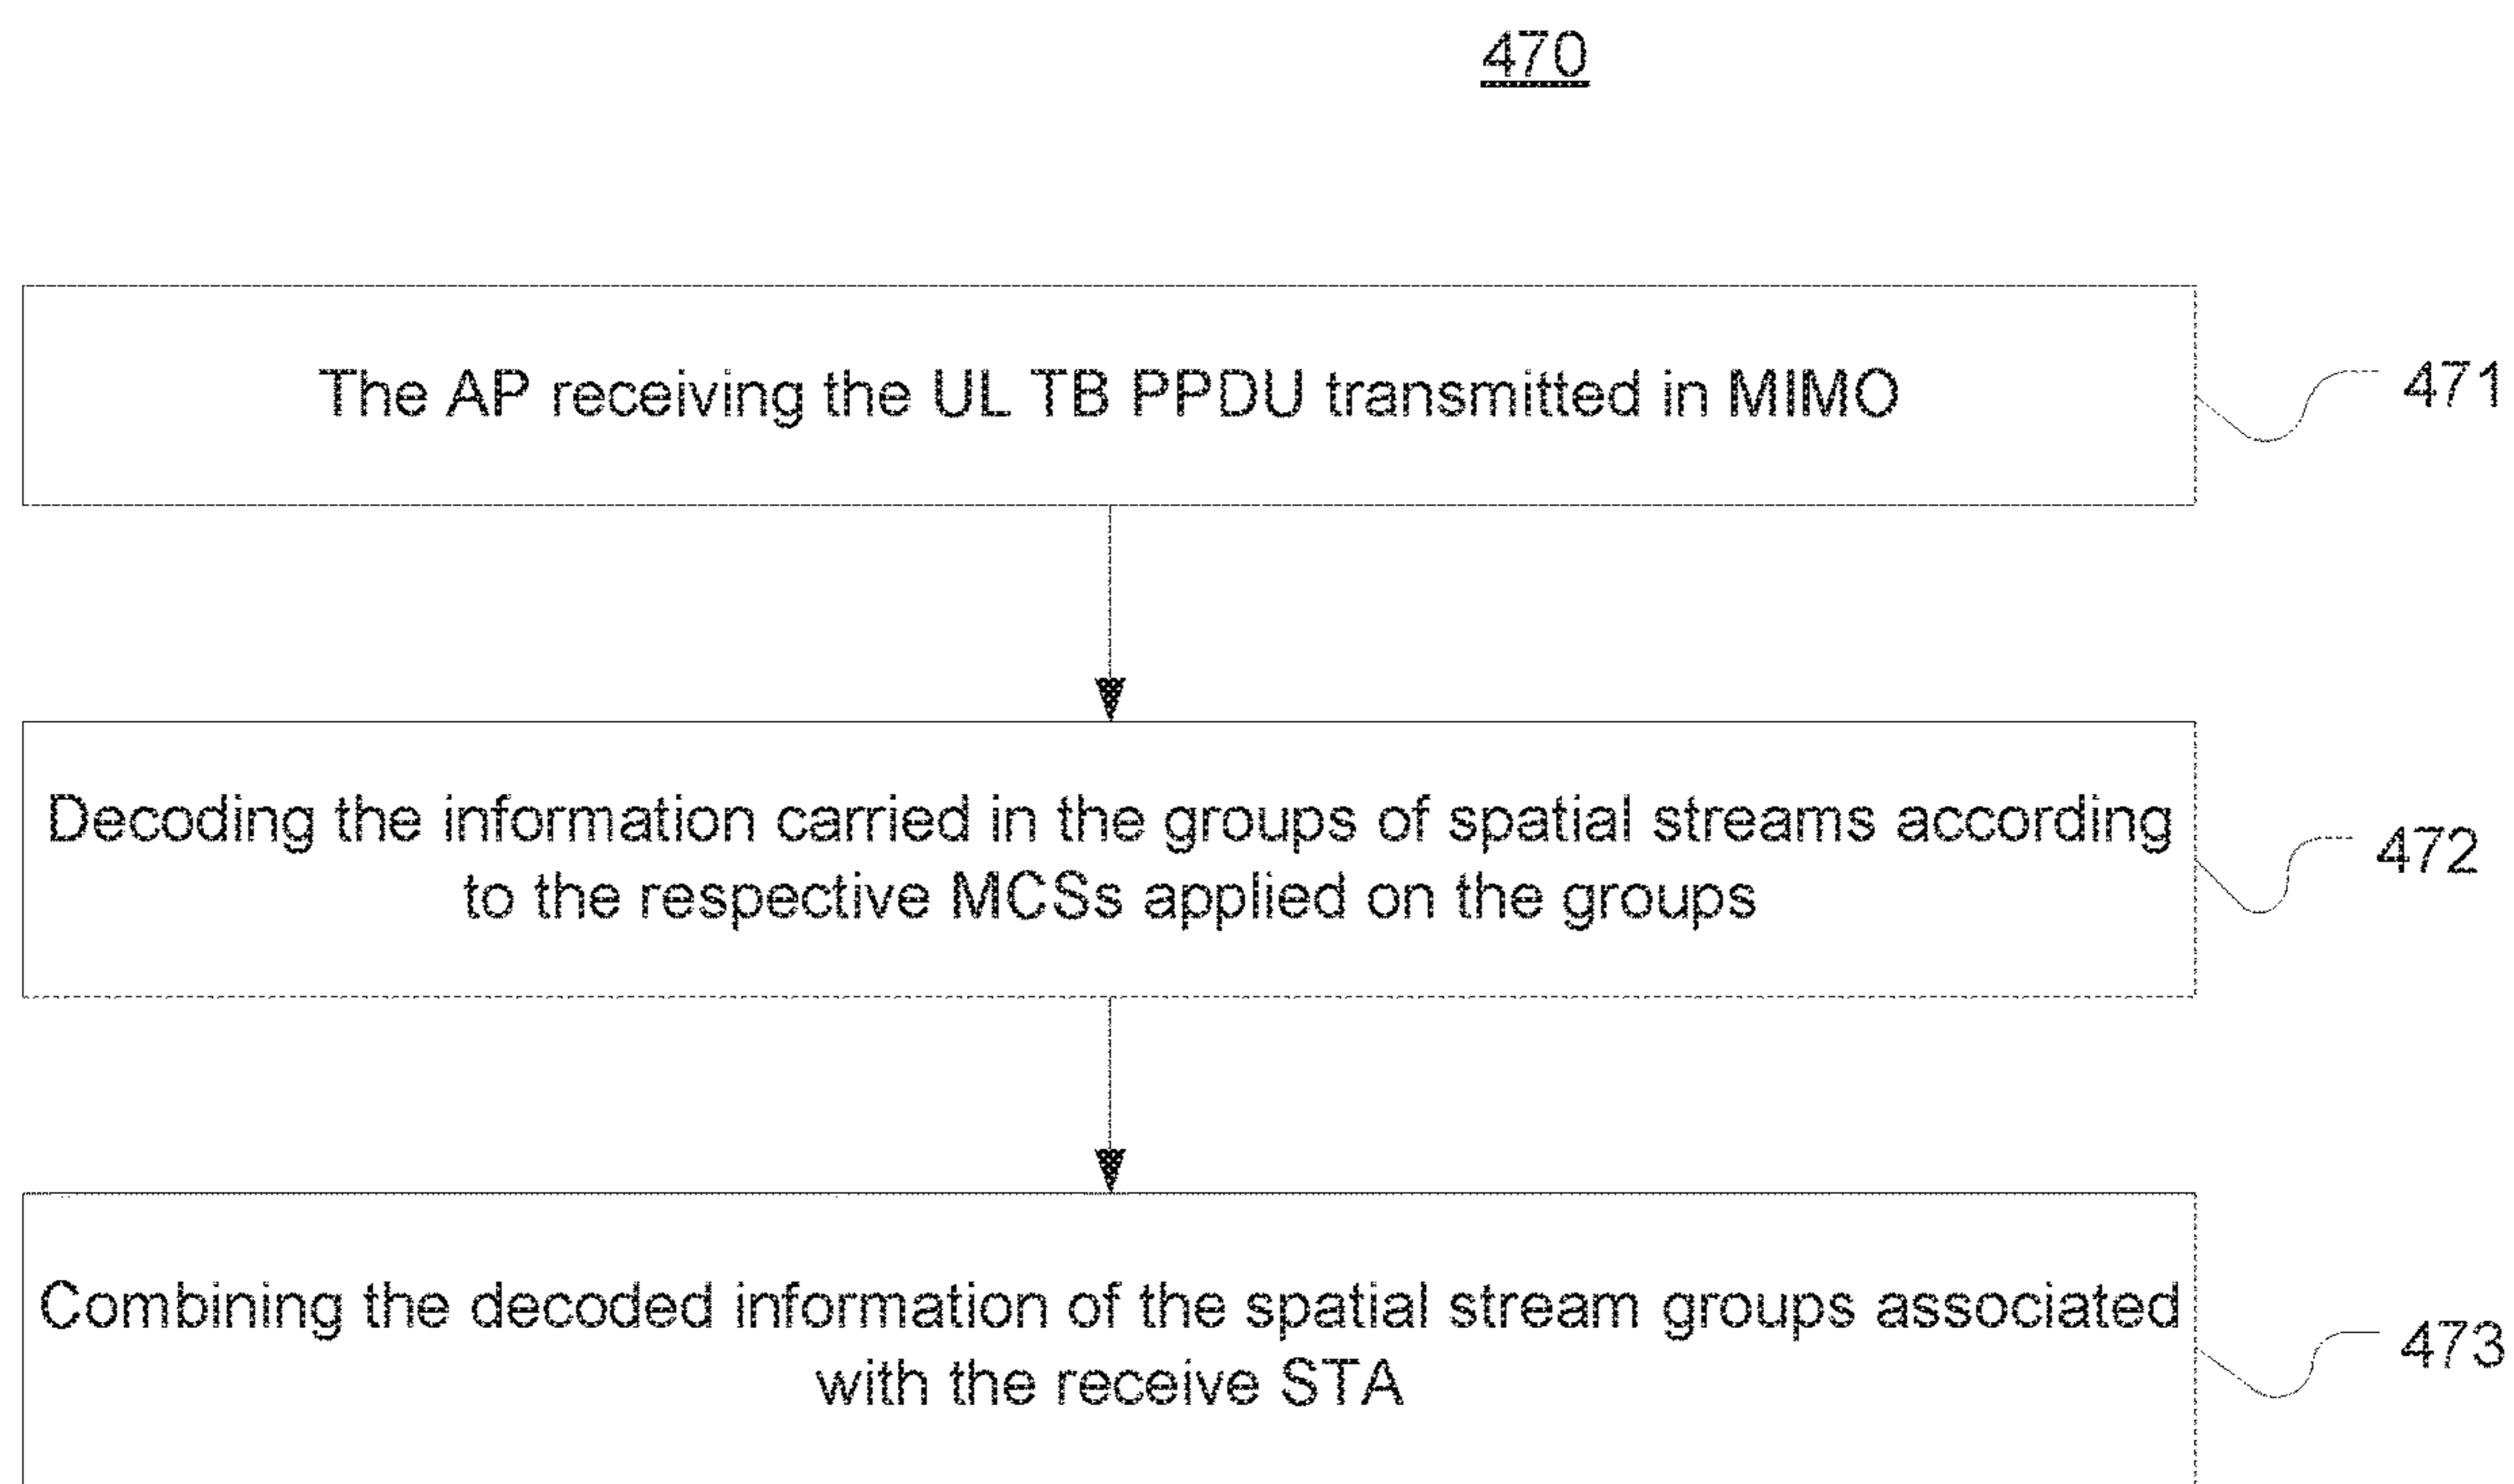 470
The AP receiving the UL TB PPDU transmitted in MIMO
471
Decoding the information carried in the groups of spatial streams according
to the respective MCSs applied on the groups
472
Combining the decoded information of the spatial stream groups associated
with the receive STA
473